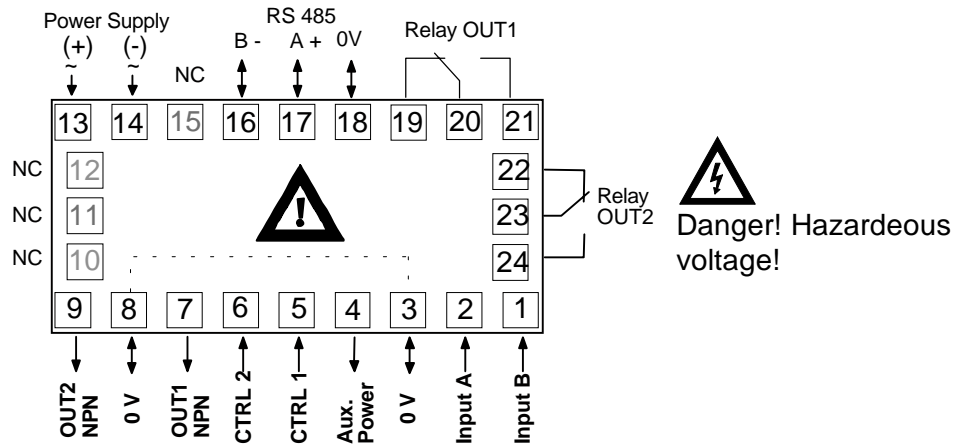 Power Supply RS 485
(+) (-) B - A + 0V Relay OUT1
~ ~ NC
13 14 15 16 17 18 19 20 21
NC 12 22
NC 11 ! 23 Relay OUT2
NC 10 24
Danger! Hazardeous
voltage!
9 8 7 6 5 4 3 2 1
OUT2 NPN
0 V
OUT1 NPN
CTRL 2
CTRL 1
Aux. Power
0 V
Input A
Input B